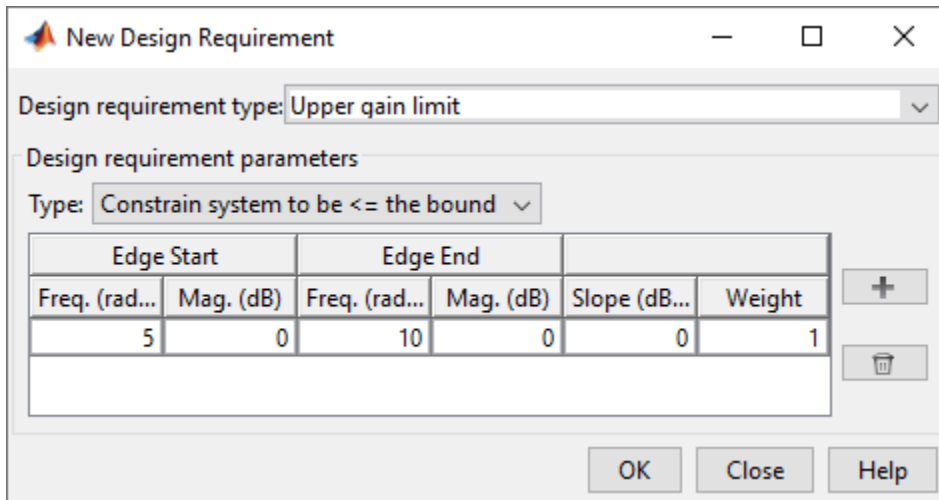 New Design Requirement
Design requirement type: Upper gain limit
Design requirement parameters
Type: Constrain system to be <= the bound
Edge Start Edge End
Freq. (rad... Mag. (dB) Freq. (rad... Mag. (dB) Slope (dB... Weight
5 0 10 0 0 1
OK Close Help